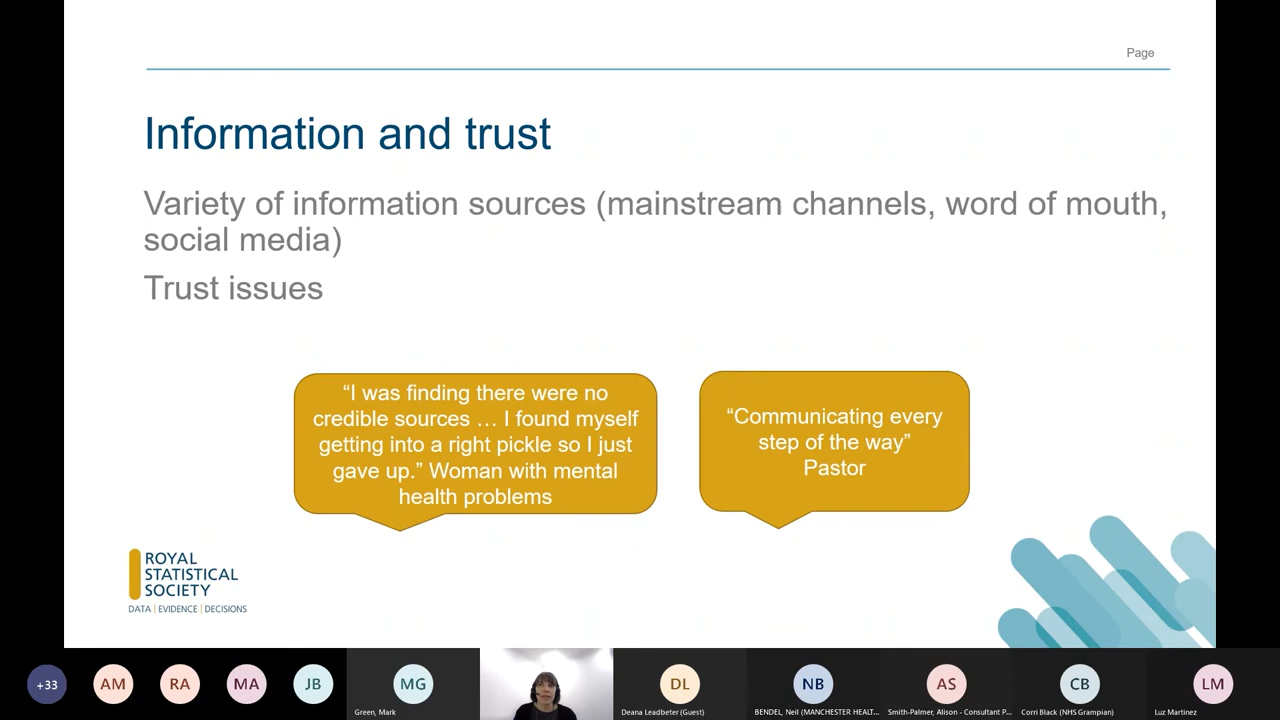 Page
Information and trust
Variety of information sources (mainstream channels, word of mouth,
social media)
Trust issues
“I was finding there were no
credible sources … I found myself
getting into a right pickle so I just
gave up.” Woman with mental
health problems
“Communicating every
step of the way”
Pastor
ROYAL
STATISTICAL
SOCIETY
DATA | EVIDENCE | DECISIONS
+33
AM
RA
MA
JB
MG
Green, Mark
DL
Deana Leadbeter (Guest)
NB
BENDEL, Neil (MANCHESTER HEALT...
AS
Smith-Palmer, Alison - Consultant P...
CB
Corri Black (NHS Grampian)
LM
Luz Martinez